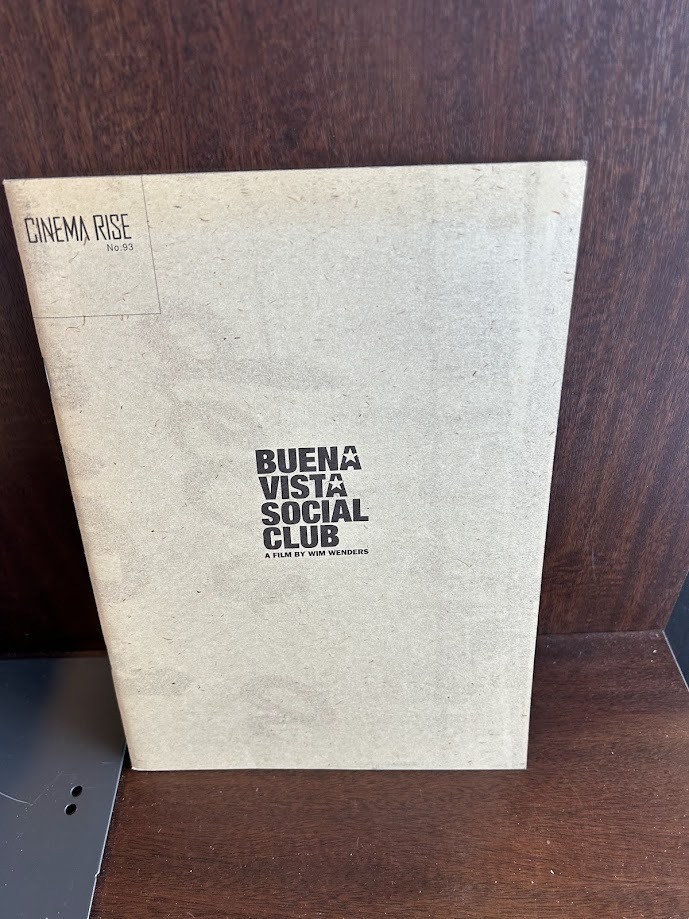 CINEMA RISE
No.93
BUENA
VISTA
SOCIAL
CLUB
A FILM BY WIM WENDERS